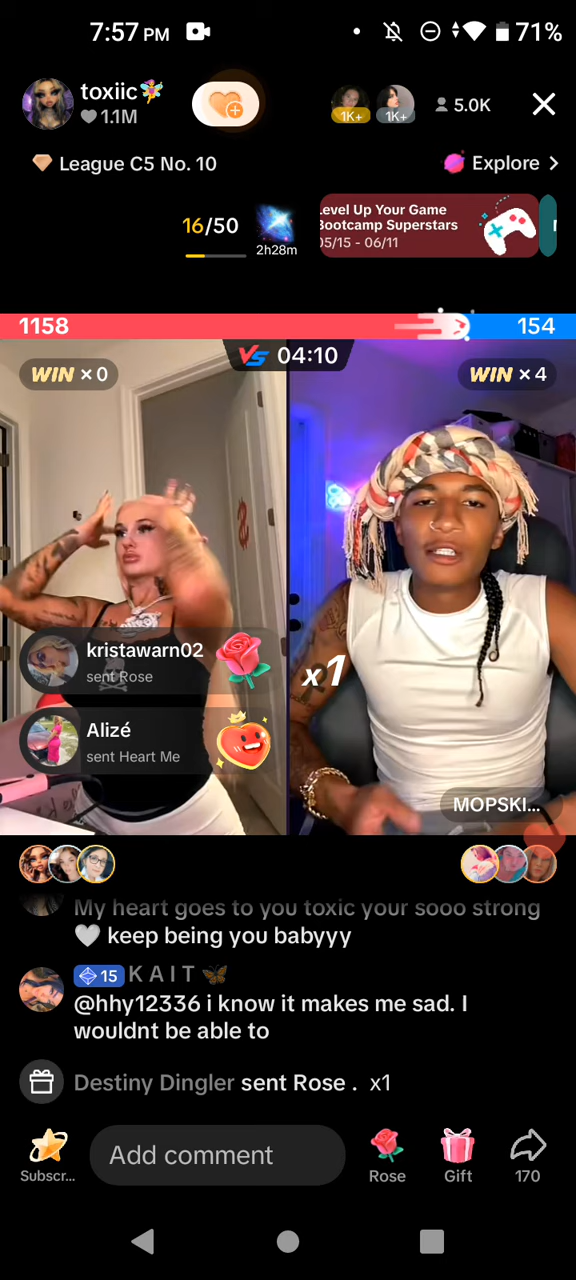 7:57 PM
71%
toxiic🧚
1.1M
1K+
1K+
5.0K
League C5 No. 10
Explore >
16/50
2h28m
Level Up Your Game
Bootcamp Superstars
05/15 - 06/11
1158
154
VS 04:10
WIN × 0
WIN × 4
kristawarn02
sent Rose
x1
Alizé
sent Heart Me
MOPSKI...
My heart goes to you toxic your sooo strong
🤍 keep being you babyyy
15 K A I T 🦋
@hhy12336 i know it makes me sad. I
wouldnt be able to
Destiny Dingler sent Rose . x1
Add comment
Subscr...
Rose
Gift
170